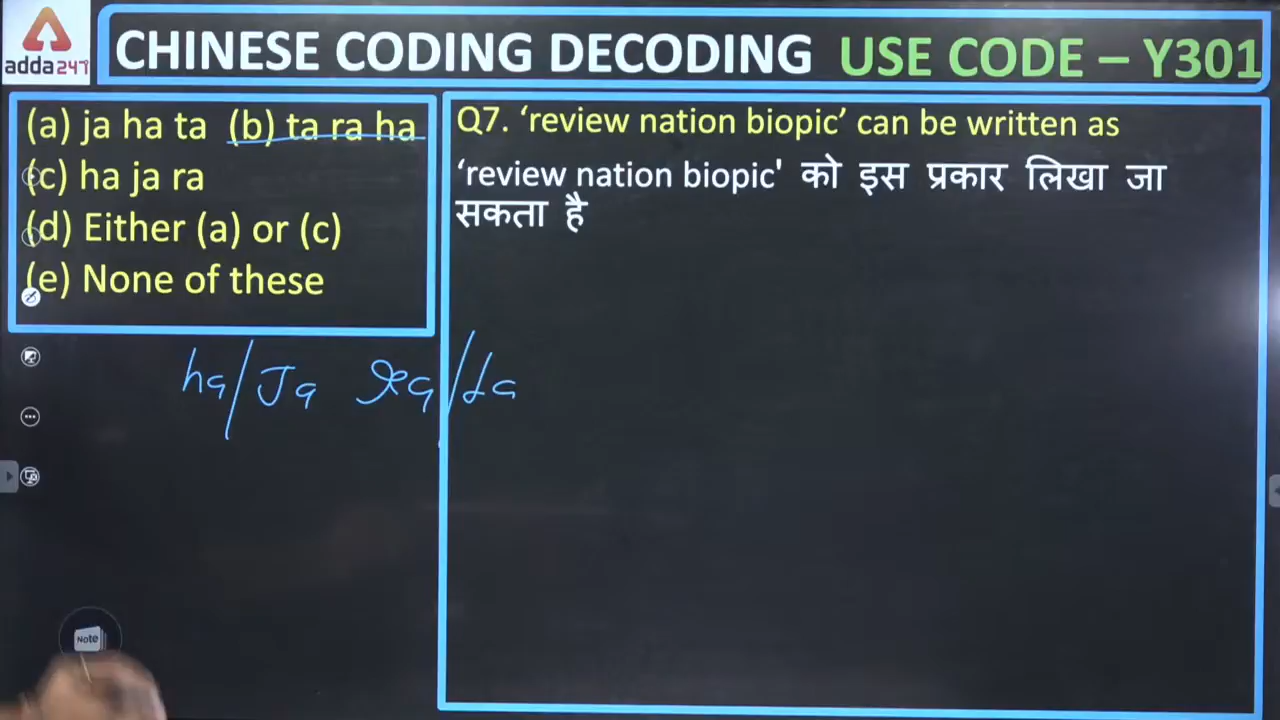 adda247
CHINESE CODING DECODING USE CODE – Y301
(a) ja ha ta (b) ta ra ha
(c) ha ja ra
(d) Either (a) or (c)
(e) None of these
Q7. ‘review nation biopic’ can be written as
‘review nation biopic' को इस प्रकार लिखा जा
सकता है
ha/Ja ra/ta
Note